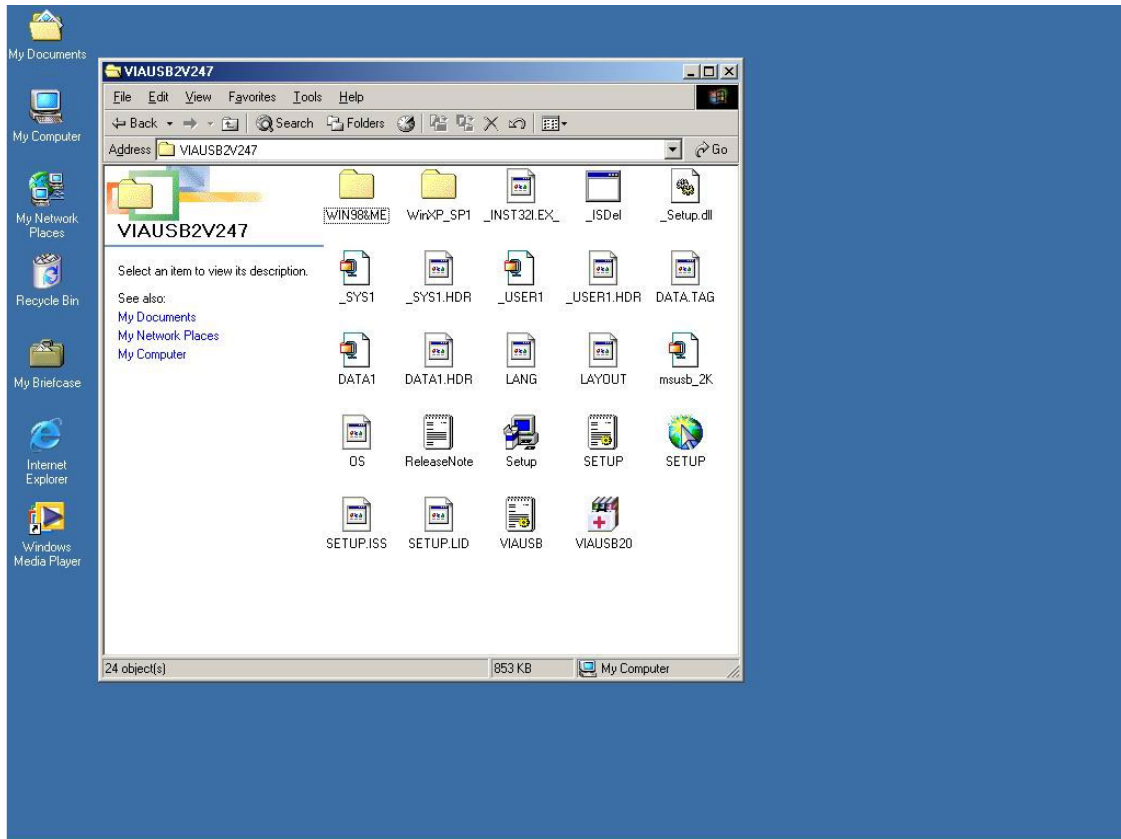 My Documents
My Computer
My Network
Places
Recycle Bin
My Briefcase
Internet
Explorer
Windows
Media Player
VIAUSB2V247
File Edit View Favorites Tools Help
Back Search Folders
Address VIAUSB2V247 Go
VIAUSB2V247
Select an item to view its description.
See also:
My Documents
My Network Places
My Computer
WIN98&ME WinXP_SP1 _INST32I.EX_ _ISDel _Setup.dll
_SYS1 _SYS1.HDR _USER1 _USER1.HDR DATA.TAG
DATA1 DATA1.HDR LANG LAYOUT msusb_2K
OS ReleaseNote Setup SETUP SETUP
SETUP.ISS SETUP.LID VIAUSB VIAUSB20
24 object(s) 853 KB My Computer